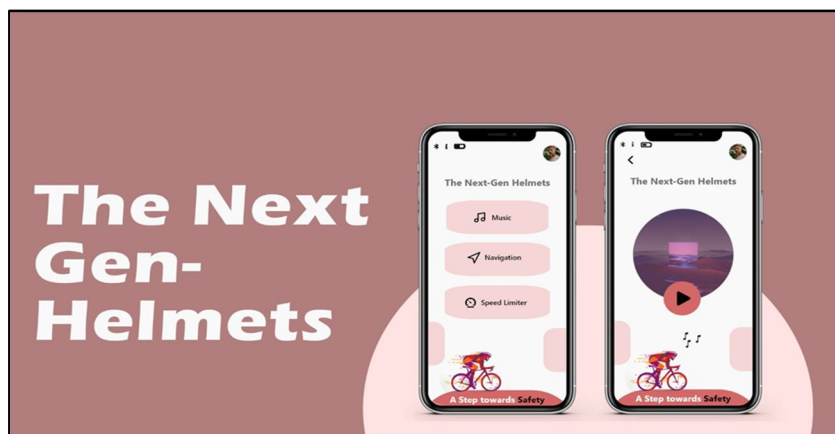 The Next
Gen-
Helmets
The Next-Gen Helmets
Music
Navigation
Speed Limiter
A Step towards Safety
The Next-Gen Helmets
A Step towards Safety